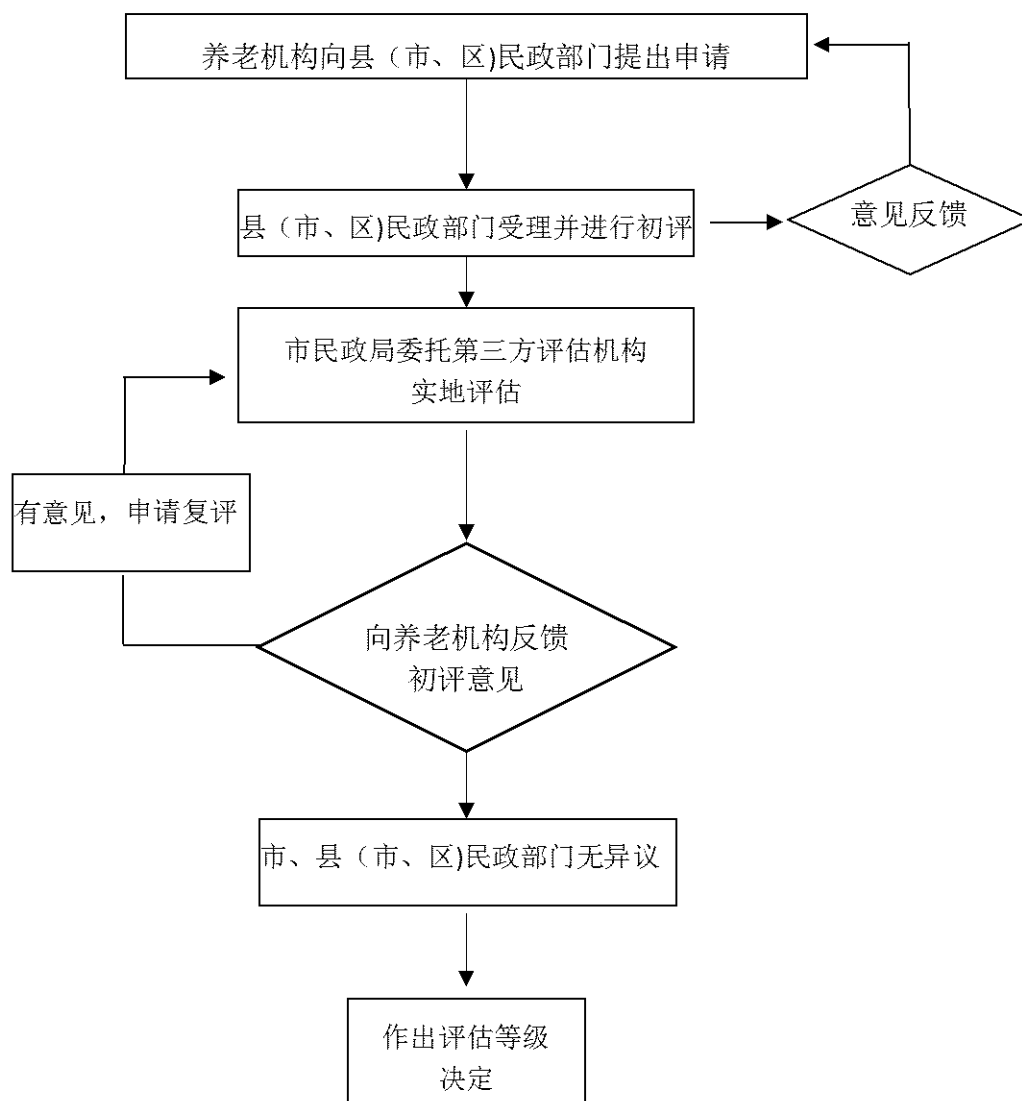 养老机构向县（市、区)民政部门提出申请
县（市、区)民政部门受理并进行初评
意见反馈
市民政局委托第三方评估机构
实地评估
有意见，申请复评
向养老机构反馈
初评意见
市、县（市、区)民政部门无异议
作出评估等级
决定